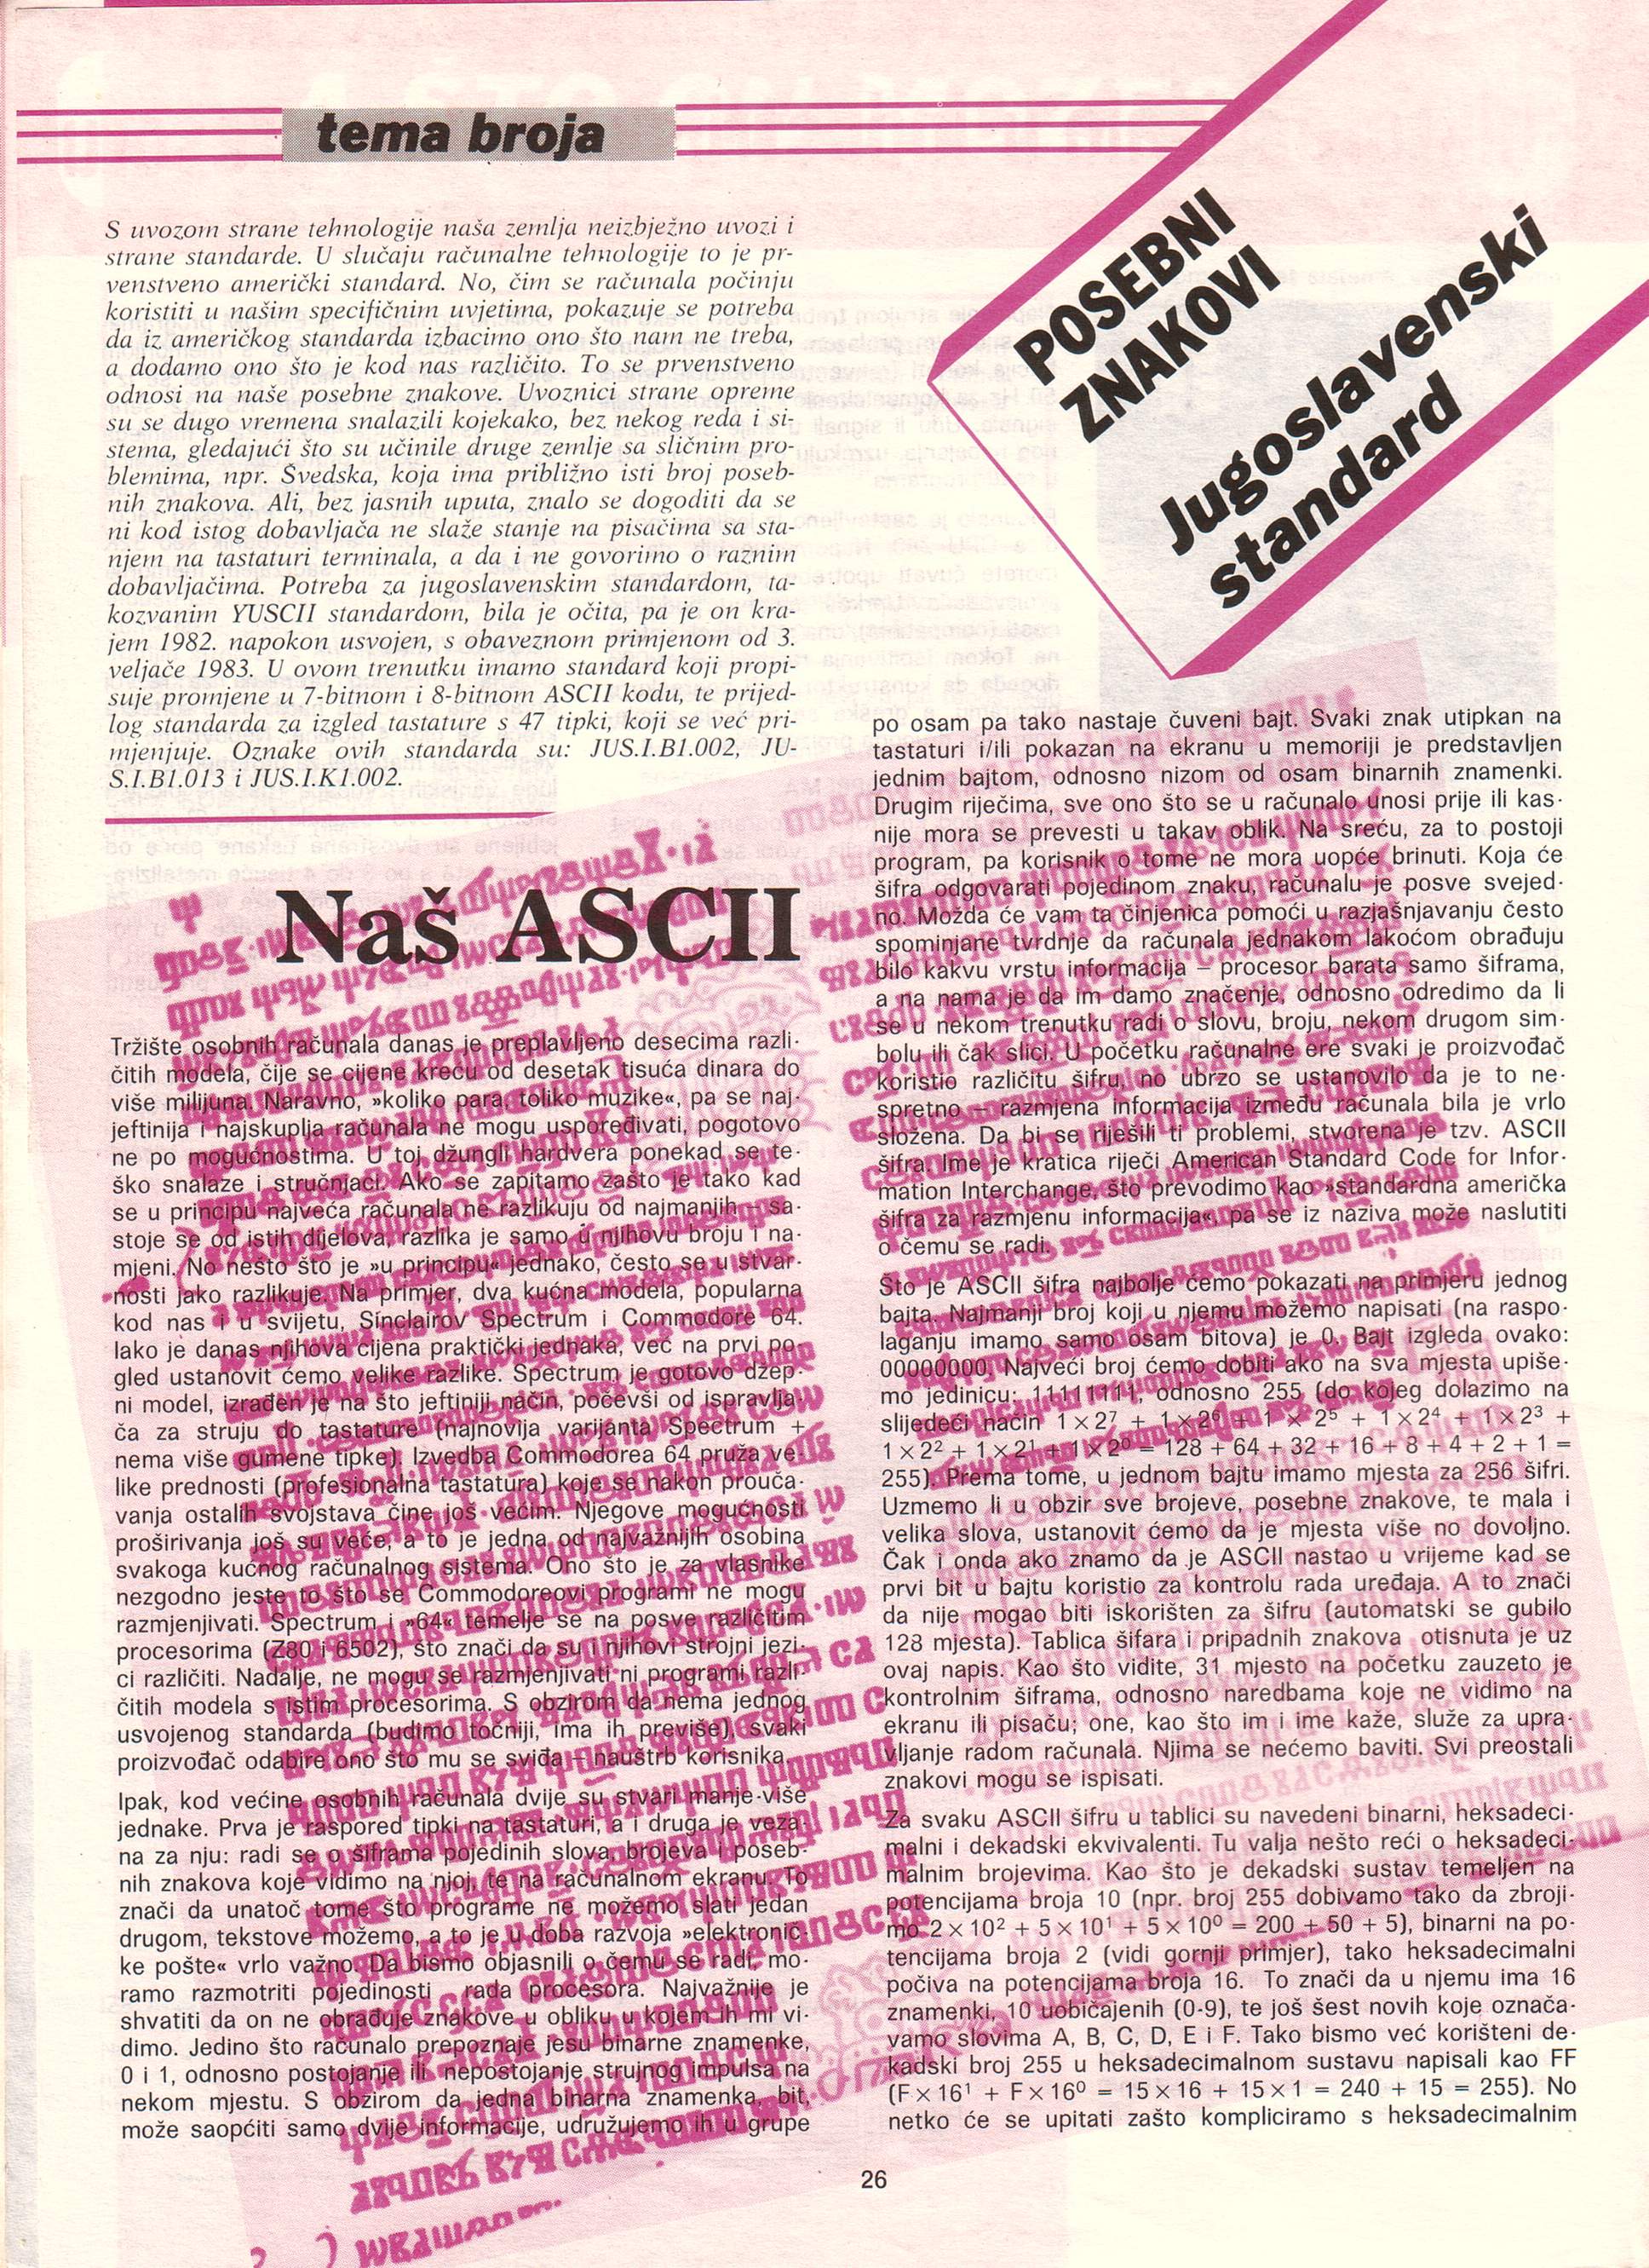 tema broja
POSEBNI
ZNAKOVI
Jugoslavenski
standard
S uvozom strane tehnologije naša zemlja neizbježno uvozi i
strane standarde. U slučaju računalne tehnologije to je pr-
venstveno američki standard. No, čim se računala počinju
koristiti u našim specifičnim uvjetima, pokazuje se potreba
da iz američkog standarda izbacimo ono što nam ne treba,
a dodamo ono što je kod nas različito. To se prvenstveno
odnosi na naše posebne znakove. Uvoznici strane opreme
su se dugo vremena snalazili kojekako, bez nekog reda i si-
stema, gledajući što su učinile druge zemlje sa sličnim pro-
blemima, npr. Švedska, koja ima približno isti broj poseb-
nih znakova. Ali, bez jasnih uputa, znalo se dogoditi da se
ni kod istog dobavljača ne slaže stanje na pisačima sa sta-
njem na tastaturi terminala, a da i ne govorimo o raznim
dobavljačima. Potreba za jugoslavenskim standardom, ta-
kozvanim YUSCII standardom, bila je očita, pa je on kra-
jem 1982. napokon usvojen, s obaveznom primjenom od 3.
veljače 1983. U ovom trenutku imamo standard koji propi-
suje promjene u 7-bitnom i 8-bitnom ASCII kodu, te prijed-
log standarda za izgled tastature s 47 tipki, koji se već pri-
mjenjuje. Oznake ovih standarda su: JUS.I.B1.002, JU-
S.I.B1.013 i JUS.I.K1.002.
Naš ASCII
Tržište osobnih računala danas je preplavljeno desecima razli-
čitih modela, čije se cijene kreću od desetak tisuća dinara do
više milijuna. Naravno, »koliko para, toliko muzike«, pa se naj-
jeftinija i najskuplja računala ne mogu uspoređivati, pogotovo
ne po mogućnostima. U toj džungli hardvera ponekad se te-
ško snalaze i stručnjaci. Ako se zapitamo zašto je tako kad
se u principu najveća računala ne razlikuju od najmanjih – sa-
stoje se od istih dijelova, razlika je samo u njihovu broju i na-
mjeni. No nešto što je »u principu« jednako, često se u stvar-
nosti jako razlikuje. Na primjer, dva kućna modela, popularna
kod nas i u svijetu, Sinclairov Spectrum i Commodore 64.
Iako je danas njihova cijena praktički jednaka, već na prvi po-
gled ustanovit ćemo velike razlike. Spectrum je gotovo džep-
ni model, izrađen je na što jeftiniji način, počevši od ispravlja-
ča za struju do tastature (najnovija varijanta Spectrum +
nema više gumene tipke). Izvedba Commodorea 64 pruža ve-
like prednosti (profesionalna tastatura) koje se nakon prouča-
vanja ostalih svojstava čine još većim. Njegove mogućnosti
proširivanja još su veće, a to je jedna od najvažnijih osobina
svakoga kućnog računalnog sistema. Ono što je za vlasnike
nezgodno jeste to što se Commodoreovi programi ne mogu
razmjenjivati. Spectrum i »64« temelje se na posve različitim
procesorima (Z80 i 6502), što znači da su i njihovi strojni jezi-
ci različiti. Nadalje, ne mogu se razmjenjivati ni programi razli-
čitih modela s istim procesorima. S obzirom da nema jednog
usvojenog standarda (budimo točniji, ima ih previše), svaki
proizvođač odabire ono što mu se sviđa – nauštrb korisnika.
Ipak, kod većine osobnih računala dvije su stvari manje-više
jednake. Prva je raspored tipki na tastaturi, a i druga je veza-
na za nju: radi se o šiframa pojedinih slova, brojeva i poseb-
nih znakova koje vidimo na njoj, te na računalnom ekranu. To
znači da unatoč tome što programe ne možemo slati jedan
drugom, tekstove možemo, a to je u doba razvoja »elektronič-
ke pošte« vrlo važno. Da bismo objasnili o čemu se radi, mo-
ramo razmotriti pojedinosti rada procesora. Najvažnije je
shvatiti da on ne obrađuje znakove u obliku u kojem ih mi vi-
dimo. Jedino što računalo prepoznaje jesu binarne znamenke,
0 i 1, odnosno postojanje ili nepostojanje strujnog impulsa na
nekom mjestu. S obzirom da jedna binarna znamenka, bit,
može saopćiti samo dvije informacije, udružujemo ih u grupe
po osam pa tako nastaje čuveni bajt. Svaki znak utipkan na
tastaturi i/ili pokazan na ekranu u memoriji je predstavljen
jednim bajtom, odnosno nizom od osam binarnih znamenki.
Drugim riječima, sve ono što se u računalo unosi prije ili kas-
nije mora se prevesti u takav oblik. Na sreću, za to postoji
program, pa korisnik o tome ne mora uopće brinuti. Koja će
šifra odgovarati pojedinom znaku, računalu je posve svejed-
no. Možda će vam ta činjenica pomoći u razjašnjavanju često
spominjane tvrdnje da računala jednakom lakoćom obrađuju
bilo kakvu vrstu informacija – procesor barata samo šiframa,
a na nama je da im damo značenje, odnosno odredimo da li
se u nekom trenutku radi o slovu, broju, nekom drugom sim-
bolu ili čak slici. U početku računalne ere svaki je proizvođač
koristio različitu šifru, no ubrzo se ustanovilo da je to ne-
spretno – razmjena informacija između računala bila je vrlo
složena. Da bi se riješili ti problemi, stvorena je tzv. ASCII
šifra. Ime je kratica riječi American Standard Code for Infor-
mation Interchange, što prevodimo kao »standardna američka
šifra za razmjenu informacija«, pa se iz naziva može naslutiti
o čemu se radi.
Što je ASCII šifra najbolje ćemo pokazati na primjeru jednog
bajta. Najmanji broj koji u njemu možemo napisati (na raspo-
laganju imamo samo osam bitova) je 0. Bajt izgleda ovako:
00000000. Najveći broj ćemo dobiti ako na sva mjesta upiše-
mo jedinicu: 11111111, odnosno 255 (do kojeg dolazimo na
slijedeći način 1 × 2⁷ + 1 × 2⁶ + 1 × 2⁵ + 1 × 2⁴ + 1 × 2³ +
1 × 2² + 1 × 2¹ + 1 × 2⁰ = 128 + 64 + 32 + 16 + 8 + 4 + 2 + 1 =
255). Prema tome, u jednom bajtu imamo mjesta za 256 šifri.
Uzmemo li u obzir sve brojeve, posebne znakove, te mala i
velika slova, ustanovit ćemo da je mjesta više no dovoljno.
Čak i onda ako znamo da je ASCII nastao u vrijeme kad se
prvi bit u bajtu koristio za kontrolu rada uređaja. A to znači
da nije mogao biti iskorišten za šifru (automatski se gubilo
128 mjesta). Tablica šifara i pripadnih znakova otisnuta je uz
ovaj napis. Kao što vidite, 31 mjesto na početku zauzeto je
kontrolnim šiframa, odnosno naredbama koje ne vidimo na
ekranu ili pisaču; one, kao što im i ime kaže, služe za upra-
vljanje radom računala. Njima se nećemo baviti. Svi preostali
znakovi mogu se ispisati.
Za svaku ASCII šifru u tablici su navedeni binarni, heksadeci-
malni i dekadski ekvivalenti. Tu valja nešto reći o heksadeci-
malnim brojevima. Kao što je dekadski sustav temeljen na
potencijama broja 10 (npr. broj 255 dobivamo tako da zbroji-
mo 2 × 10² + 5 × 10¹ + 5 × 10⁰ = 200 + 50 + 5), binarni na po-
tencijama broja 2 (vidi gornji primjer), tako heksadecimalni
počiva na potencijama broja 16. To znači da u njemu ima 16
znamenki, 10 uobičajenih (0-9), te još šest novih koje označa-
vamo slovima A, B, C, D, E i F. Tako bismo već korišteni de-
kadski broj 255 u heksadecimalnom sustavu napisali kao FF
(F × 16¹ + F × 16⁰ = 15 × 16 + 15 × 1 = 240 + 15 = 255). No
netko će se upitati zašto kompliciramo s heksadecimalnim
26